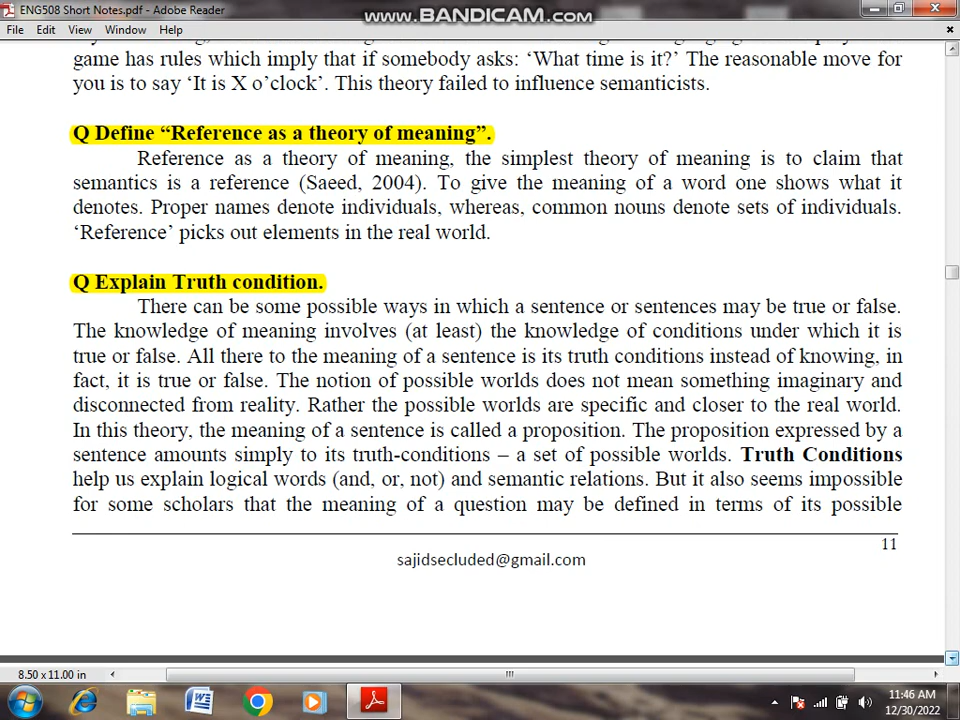 ENG508 Short Notes.pdf - Adobe Reader
WWW.BANDICAM.COM
File Edit View Window Help
game has rules which imply that if somebody asks: ‘What time is it?’ The reasonable move for
you is to say ‘It is X o’clock’. This theory failed to influence semanticists.
Q Define “Reference as a theory of meaning”.
Reference as a theory of meaning, the simplest theory of meaning is to claim that
semantics is a reference (Saeed, 2004). To give the meaning of a word one shows what it
denotes. Proper names denote individuals, whereas, common nouns denote sets of individuals.
‘Reference’ picks out elements in the real world.
Q Explain Truth condition.
There can be some possible ways in which a sentence or sentences may be true or false.
The knowledge of meaning involves (at least) the knowledge of conditions under which it is
true or false. All there to the meaning of a sentence is its truth conditions instead of knowing, in
fact, it is true or false. The notion of possible worlds does not mean something imaginary and
disconnected from reality. Rather the possible worlds are specific and closer to the real world.
In this theory, the meaning of a sentence is called a proposition. The proposition expressed by a
sentence amounts simply to its truth-conditions – a set of possible worlds. Truth Conditions
help us explain logical words (and, or, not) and semantic relations. But it also seems impossible
for some scholars that the meaning of a question may be defined in terms of its possible
11
sajidsecluded@gmail.com
8.50 x 11.00 in
11:46 AM
12/30/2022